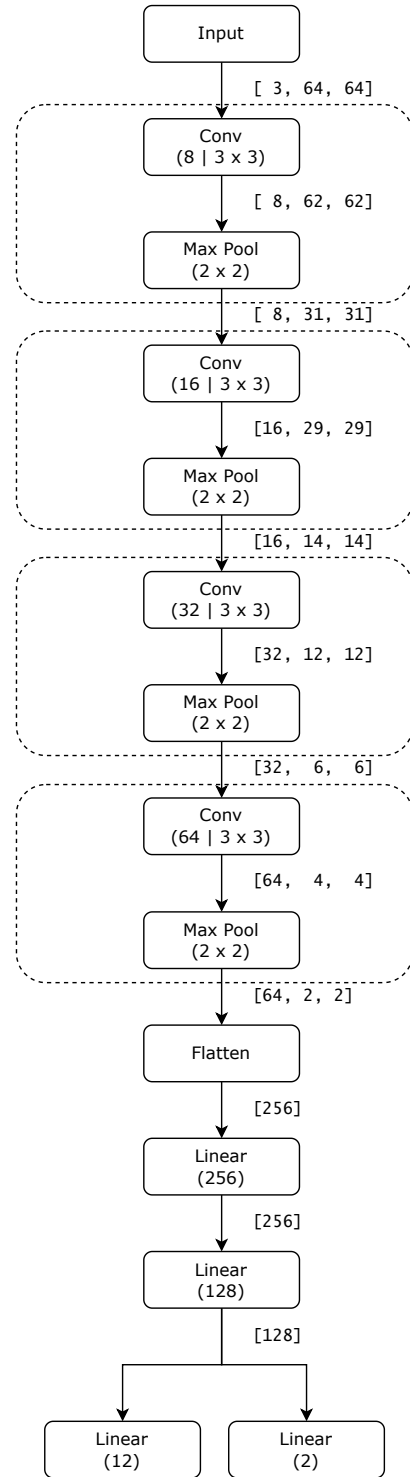 Input
[ 3, 64, 64]
Conv
(8 | 3 x 3)
[ 8, 62, 62]
Max Pool
(2 x 2)
[ 8, 31, 31]
Conv
(16 | 3 x 3)
[16, 29, 29]
Max Pool
(2 x 2)
[16, 14, 14]
Conv
(32 | 3 x 3)
[32, 12, 12]
Max Pool
(2 x 2)
[32,  6,  6]
Conv
(64 | 3 x 3)
[64,  4,  4]
Max Pool
(2 x 2)
[64, 2, 2]
Flatten
[256]
Linear
(256)
[256]
Linear
(128)
[128]
Linear
(12)
Linear
(2)